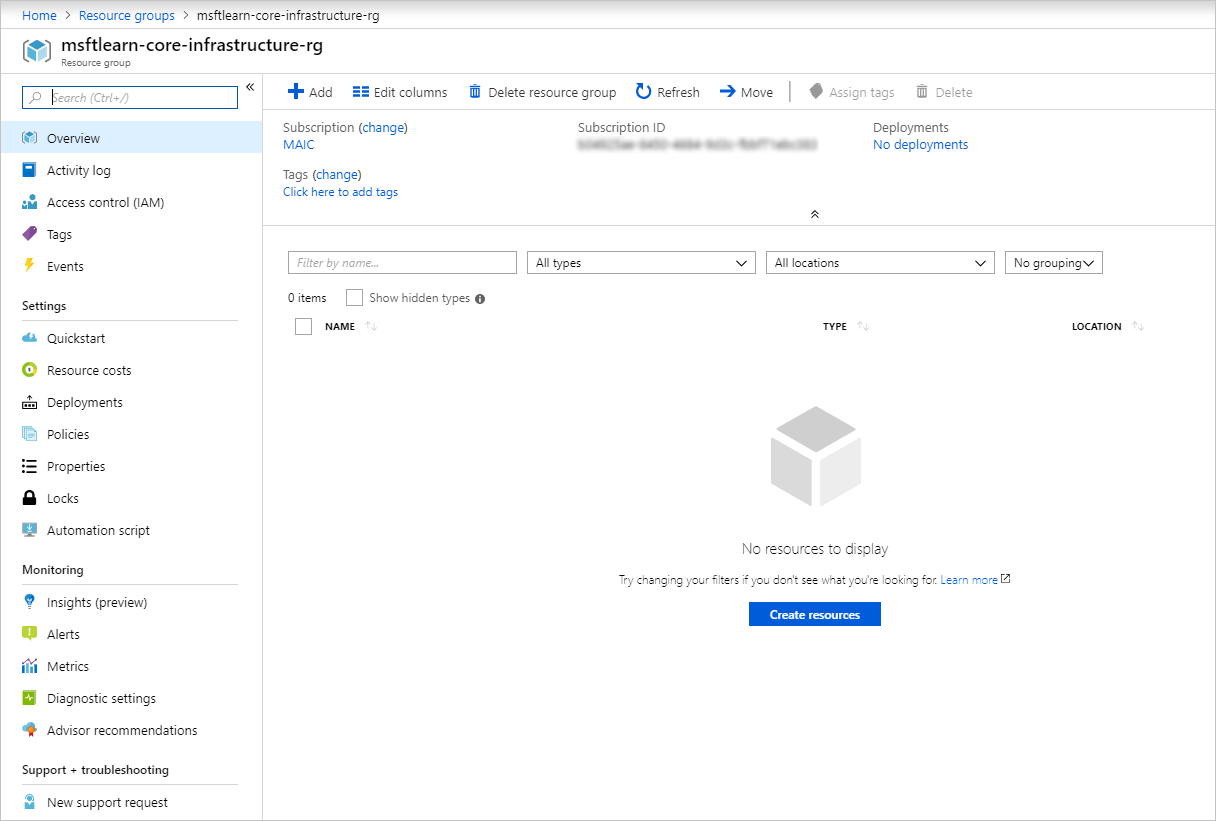 Home > Resource groups > msftlearn-core-infrastructure-rg
msftlearn-core-infrastructure-rg
Resource group
Search (Ctrl+/)
Overview
Activity log
Access control (IAM)
Tags
Events
Settings
Quickstart
Resource costs
Deployments
Policies
Properties
Locks
Automation script
Monitoring
Insights (preview)
Alerts
Metrics
Diagnostic settings
Advisor recommendations
Support + troubleshooting
New support request
Add Edit columns Delete resource group Refresh Move Assign tags Delete
Subscription (change) Subscription ID Deployments
MAIC No deployments
Tags (change)
Click here to add tags
Filter by name... All types All locations No grouping
0 items Show hidden types
NAME TYPE LOCATION
No resources to display
Try changing your filters if you don't see what you're looking for. Learn more
Create resources